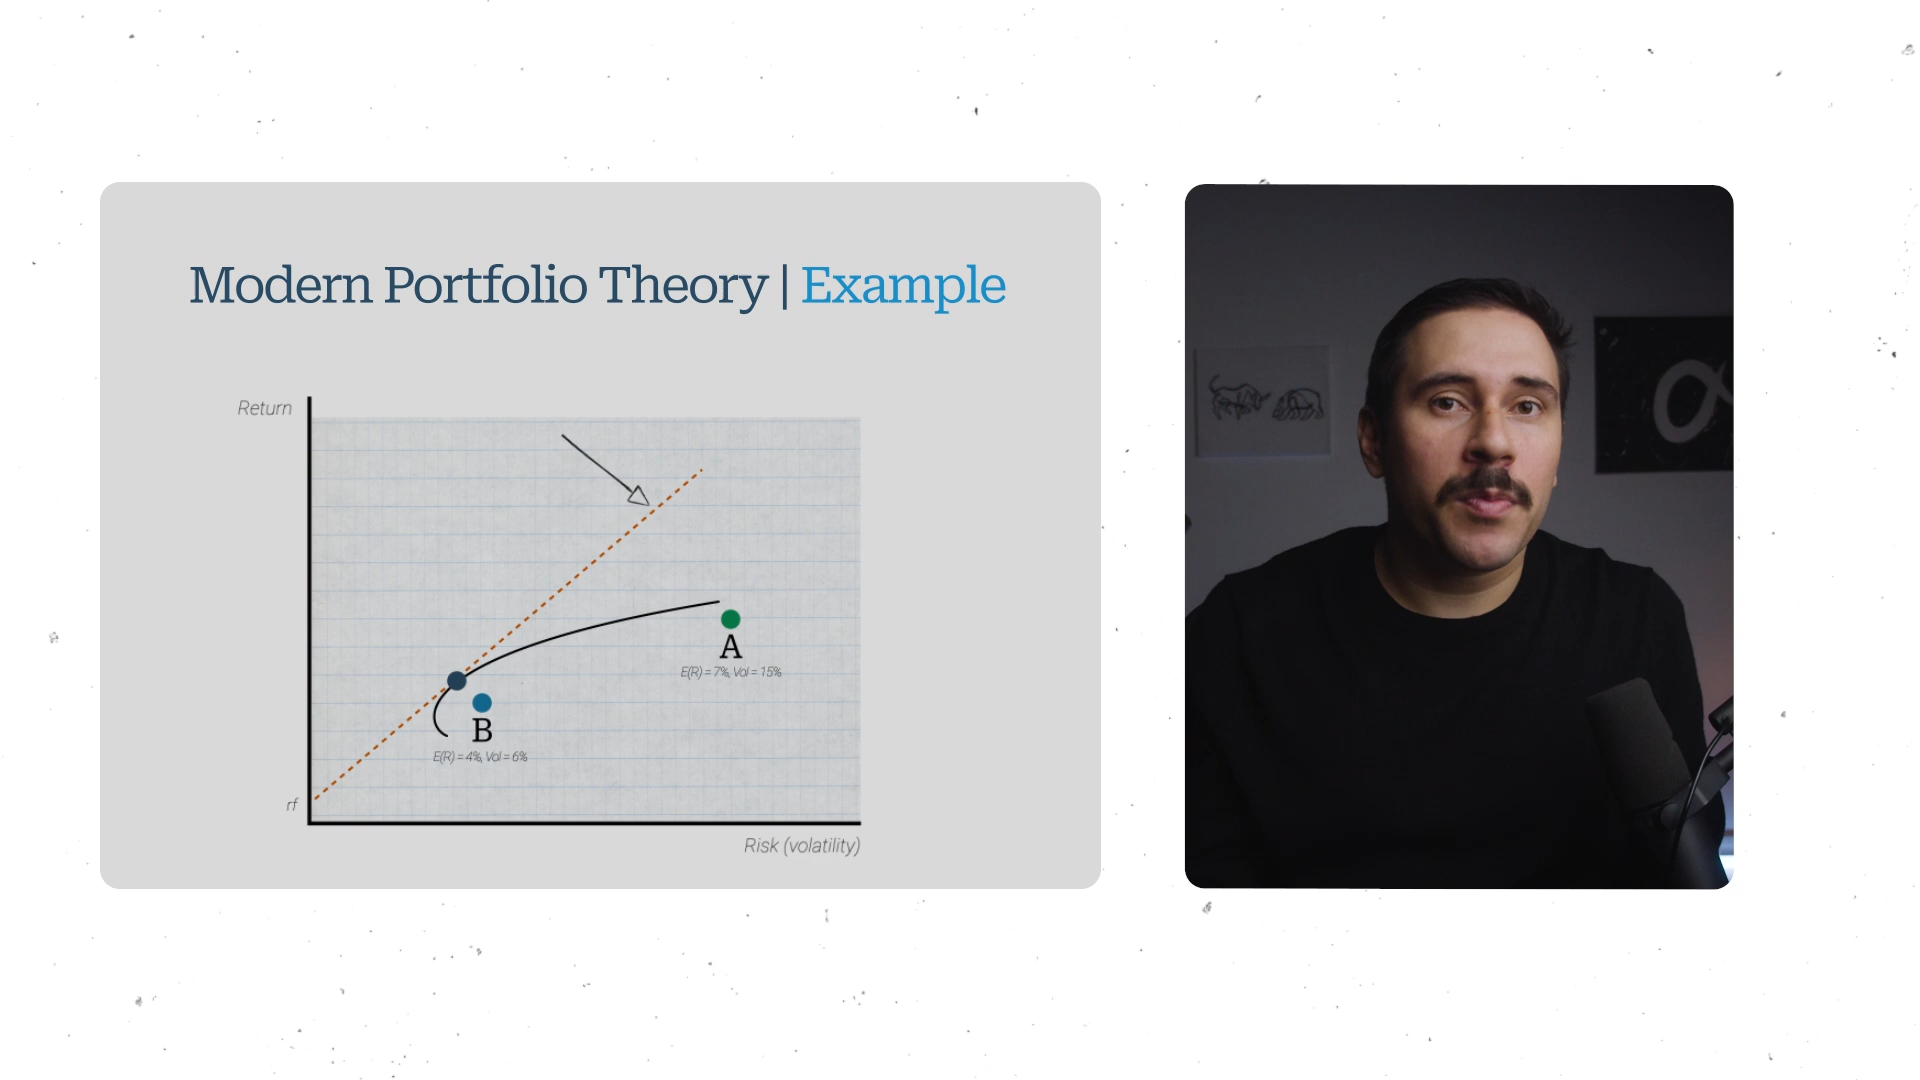 Modern Portfolio Theory | Example
Return
A
E(R) = 7%, Vol = 15%
B
E(R) = 4%, Vol = 6%
rf
Risk (volatility)